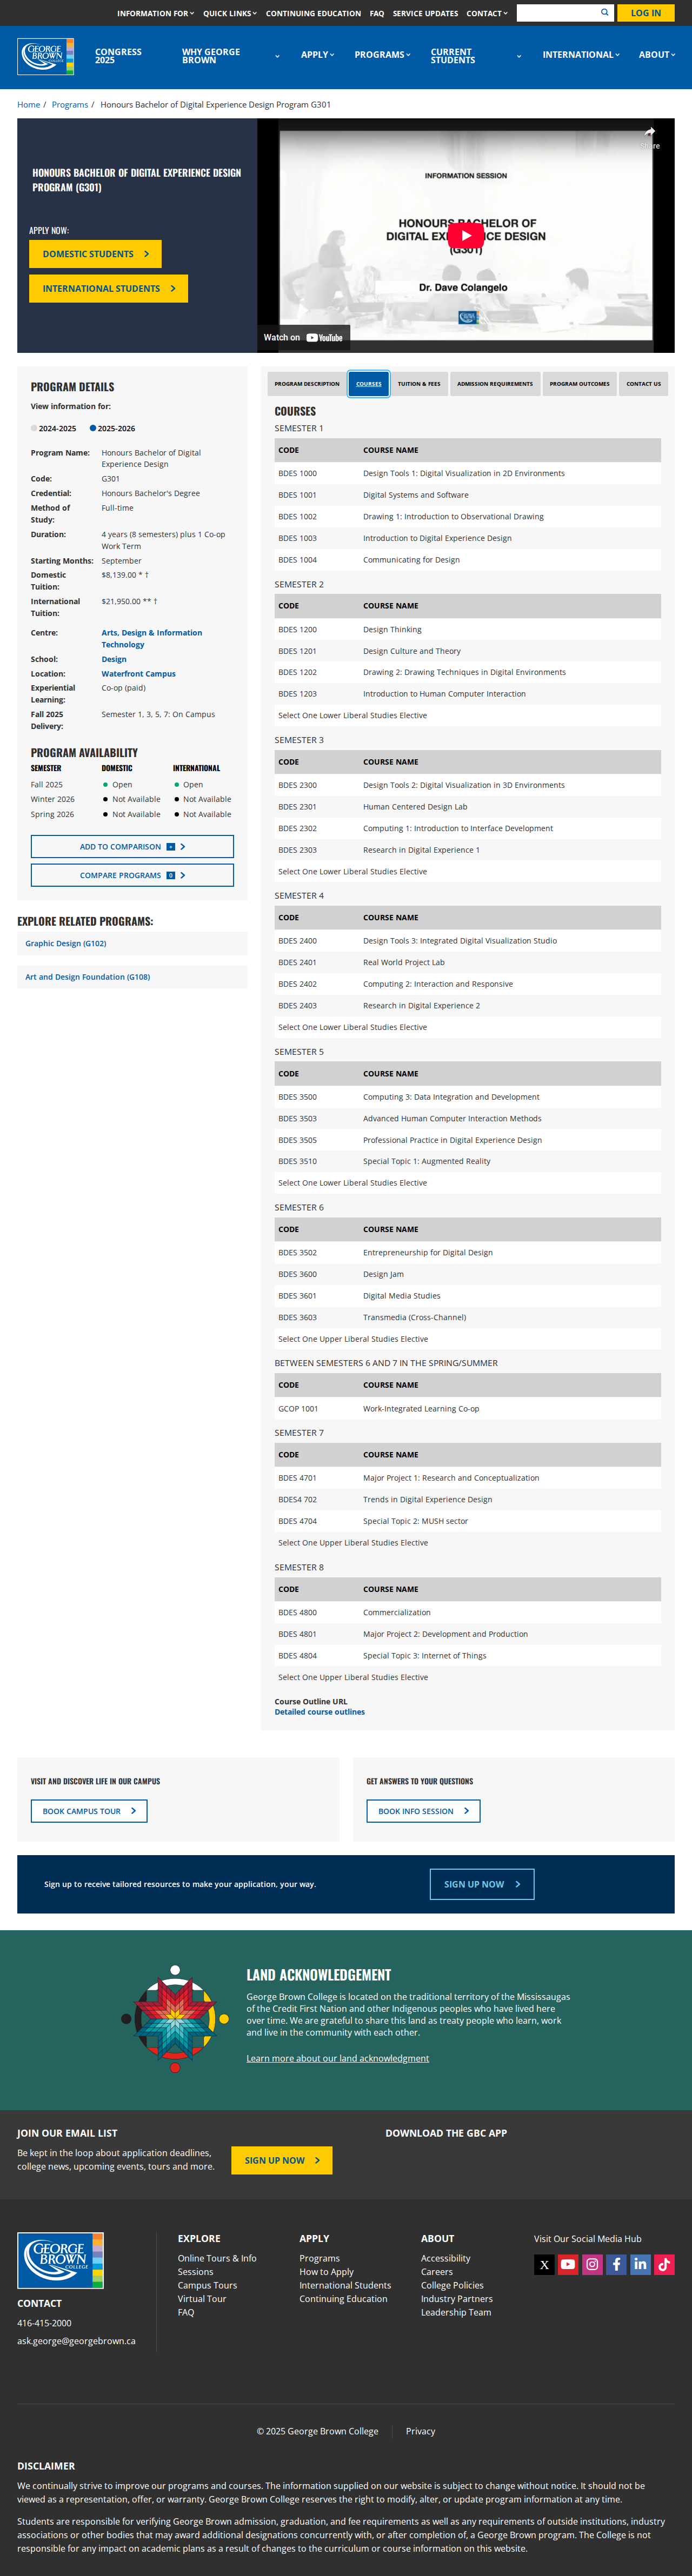 INFORMATION FOR QUICK LINKS CONTINUING EDUCATION FAQ SERVICE UPDATES CONTACT LOG IN
GEORGE BROWN COLLEGE
CONGRESS 2025 WHY GEORGE BROWN APPLY PROGRAMS CURRENT STUDENTS INTERNATIONAL ABOUT
Home / Programs / Honours Bachelor of Digital Experience Design Program G301
HONOURS BACHELOR OF DIGITAL EXPERIENCE DESIGN
PROGRAM (G301)
APPLY NOW:
DOMESTIC STUDENTS
INTERNATIONAL STUDENTS
Share
INFORMATION SESSION
HONOURS BACHELOR OF
DIGITAL EXPERIENCE DESIGN
(G301)
Dr. Dave Colangelo
Watch on YouTube
PROGRAM DETAILS
View information for:
2024-2025 2025-2026
Program Name: Honours Bachelor of Digital
Experience Design
Code: G301
Credential: Honours Bachelor's Degree
Method of Study: Full-time
Duration: 4 years (8 semesters) plus 1 Co-op
Work Term
Starting Months: September
Domestic Tuition: $8,139.00 * †
International Tuition: $21,950.00 ** †
Centre: Arts, Design & Information
Technology
School: Design
Location: Waterfront Campus
Experiential Learning: Co-op (paid)
Fall 2025 Delivery: Semester 1, 3, 5, 7: On Campus
PROGRAM AVAILABILITY
SEMESTER DOMESTIC INTERNATIONAL
Fall 2025 Open Open
Winter 2026 Not Available Not Available
Spring 2026 Not Available Not Available
ADD TO COMPARISON +
COMPARE PROGRAMS 0
EXPLORE RELATED PROGRAMS:
Graphic Design (G102)
Art and Design Foundation (G108)
PROGRAM DESCRIPTION COURSES TUITION & FEES ADMISSION REQUIREMENTS PROGRAM OUTCOMES CONTACT US
COURSES
SEMESTER 1
CODE COURSE NAME
BDES 1000 Design Tools 1: Digital Visualization in 2D Environments
BDES 1001 Digital Systems and Software
BDES 1002 Drawing 1: Introduction to Observational Drawing
BDES 1003 Introduction to Digital Experience Design
BDES 1004 Communicating for Design
SEMESTER 2
CODE COURSE NAME
BDES 1200 Design Thinking
BDES 1201 Design Culture and Theory
BDES 1202 Drawing 2: Drawing Techniques in Digital Environments
BDES 1203 Introduction to Human Computer Interaction
Select One Lower Liberal Studies Elective
SEMESTER 3
CODE COURSE NAME
BDES 2300 Design Tools 2: Digital Visualization in 3D Environments
BDES 2301 Human Centered Design Lab
BDES 2302 Computing 1: Introduction to Interface Development
BDES 2303 Research in Digital Experience 1
Select One Lower Liberal Studies Elective
SEMESTER 4
CODE COURSE NAME
BDES 2400 Design Tools 3: Integrated Digital Visualization Studio
BDES 2401 Real World Project Lab
BDES 2402 Computing 2: Interaction and Responsive
BDES 2403 Research in Digital Experience 2
Select One Lower Liberal Studies Elective
SEMESTER 5
CODE COURSE NAME
BDES 3500 Computing 3: Data Integration and Development
BDES 3503 Advanced Human Computer Interaction Methods
BDES 3505 Professional Practice in Digital Experience Design
BDES 3510 Special Topic 1: Augmented Reality
Select One Lower Liberal Studies Elective
SEMESTER 6
CODE COURSE NAME
BDES 3502 Entrepreneurship for Digital Design
BDES 3600 Design Jam
BDES 3601 Digital Media Studies
BDES 3603 Transmedia (Cross-Channel)
Select One Upper Liberal Studies Elective
BETWEEN SEMESTERS 6 AND 7 IN THE SPRING/SUMMER
CODE COURSE NAME
GCOP 1001 Work-Integrated Learning Co-op
SEMESTER 7
CODE COURSE NAME
BDES 4701 Major Project 1: Research and Conceptualization
BDES4 702 Trends in Digital Experience Design
BDES 4704 Special Topic 2: MUSH sector
Select One Upper Liberal Studies Elective
SEMESTER 8
CODE COURSE NAME
BDES 4800 Commercialization
BDES 4801 Major Project 2: Development and Production
BDES 4804 Special Topic 3: Internet of Things
Select One Upper Liberal Studies Elective
Course Outline URL
Detailed course outlines
VISIT AND DISCOVER LIFE IN OUR CAMPUS
BOOK CAMPUS TOUR
GET ANSWERS TO YOUR QUESTIONS
BOOK INFO SESSION
Sign up to receive tailored resources to make your application, your way. SIGN UP NOW
LAND ACKNOWLEDGEMENT
George Brown College is located on the traditional territory of the Mississaugas
of the Credit First Nation and other Indigenous peoples who have lived here
over time. We are grateful to share this land as treaty people who learn, work
and live in the community with each other.
Learn more about our land acknowledgment
JOIN OUR EMAIL LIST
Be kept in the loop about application deadlines,
college news, upcoming events, tours and more.
SIGN UP NOW
DOWNLOAD THE GBC APP
GEORGE BROWN COLLEGE
CONTACT
416-415-2000
ask.george@georgebrown.ca
EXPLORE
Online Tours & Info
Sessions
Campus Tours
Virtual Tour
FAQ
APPLY
Programs
How to Apply
International Students
Continuing Education
ABOUT
Accessibility
Careers
College Policies
Industry Partners
Leadership Team
Visit Our Social Media Hub
© 2025 George Brown College Privacy
DISCLAIMER
We continually strive to improve our programs and courses. The information supplied on our website is subject to change without notice. It should not be
viewed as a representation, offer, or warranty. George Brown College reserves the right to modify, alter, or update program information at any time.
Students are responsible for verifying George Brown admission, graduation, and fee requirements as well as any requirements of outside institutions, industry
associations or other bodies that may award additional designations concurrently with, or after completion of, a George Brown program. The College is not
responsible for any impact on academic plans as a result of changes to the curriculum or course information on this website.